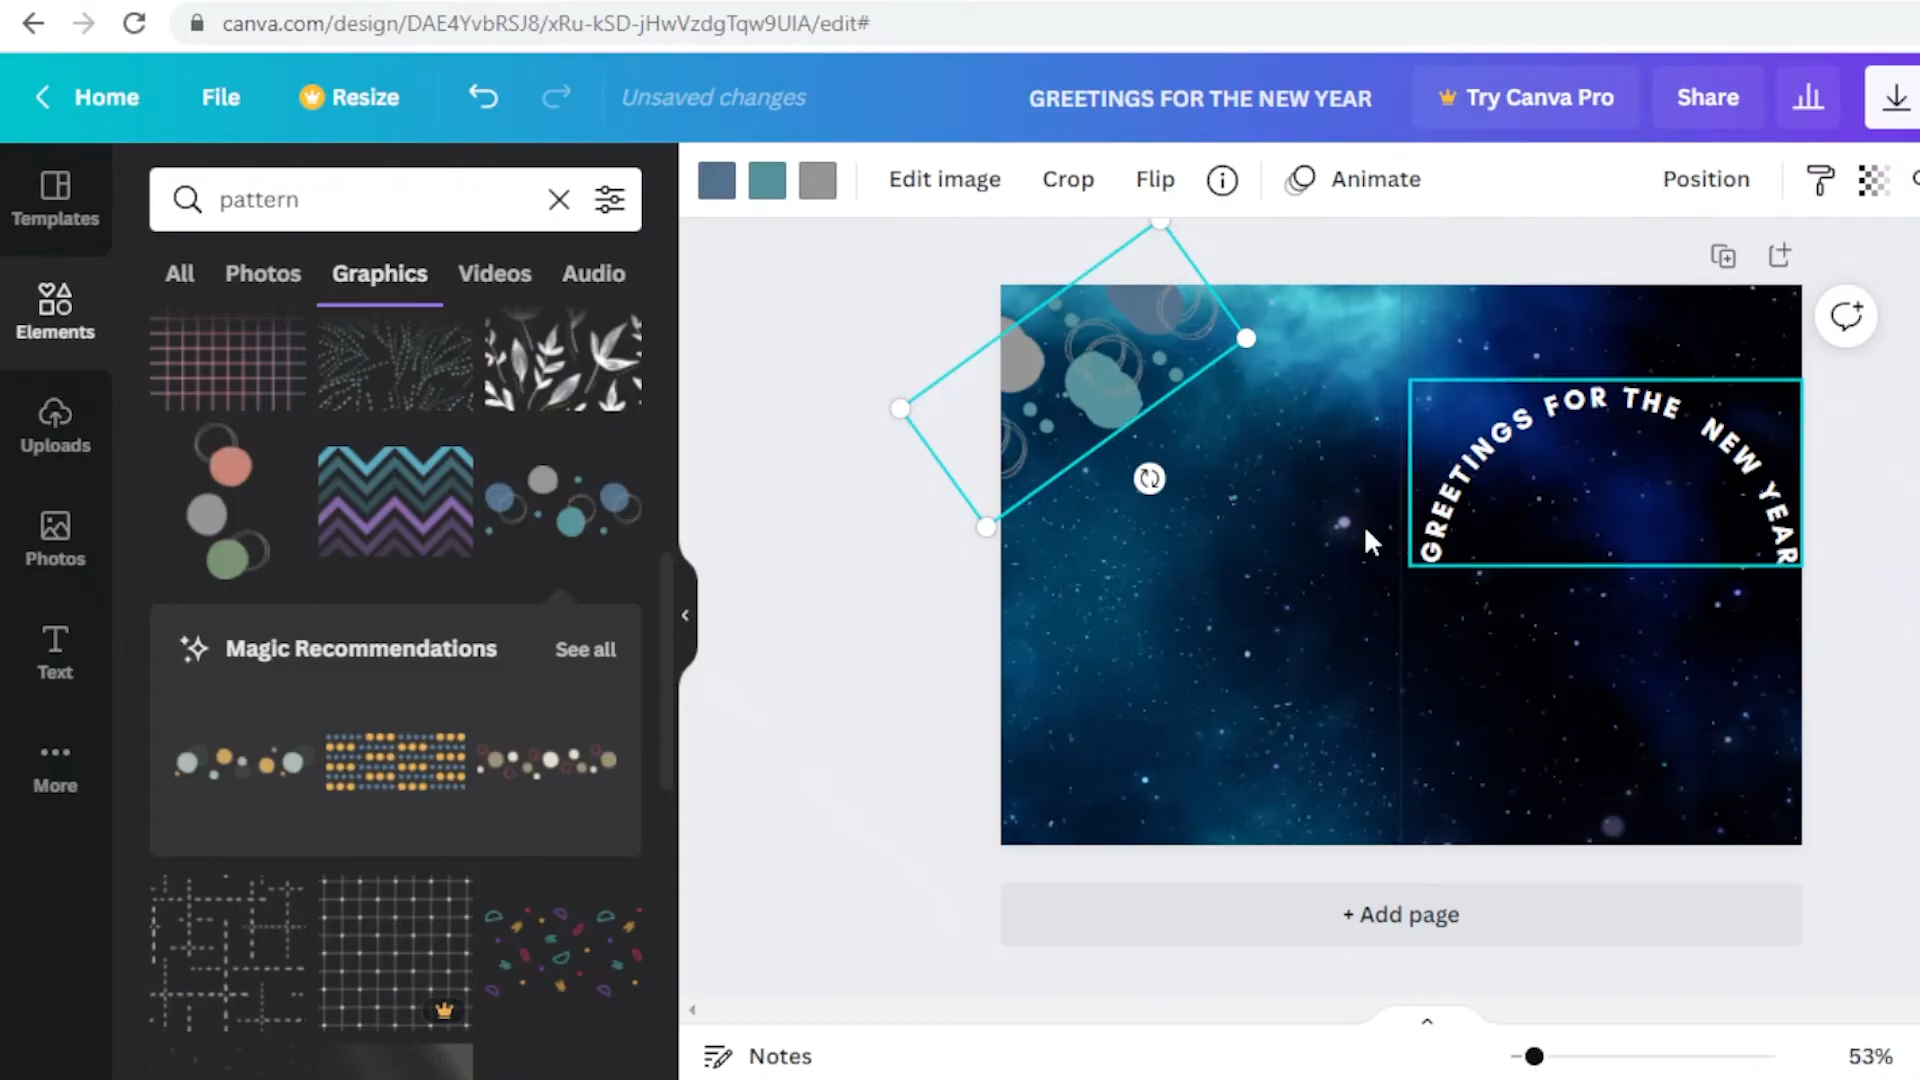 canva.com/design/DAE4YvbRSJ8/xRu-kSD-jHwVzdgTqw9UIA/edit#
Home File Resize Unsaved changes GREETINGS FOR THE NEW YEAR Try Canva Pro Share
Templates
Elements
Uploads
Photos
Text
More
pattern
All Photos Graphics Videos Audio
Magic Recommendations See all
Edit image Crop Flip Animate Position
GREETINGS FOR THE NEW YEAR
+ Add page
Notes 53%